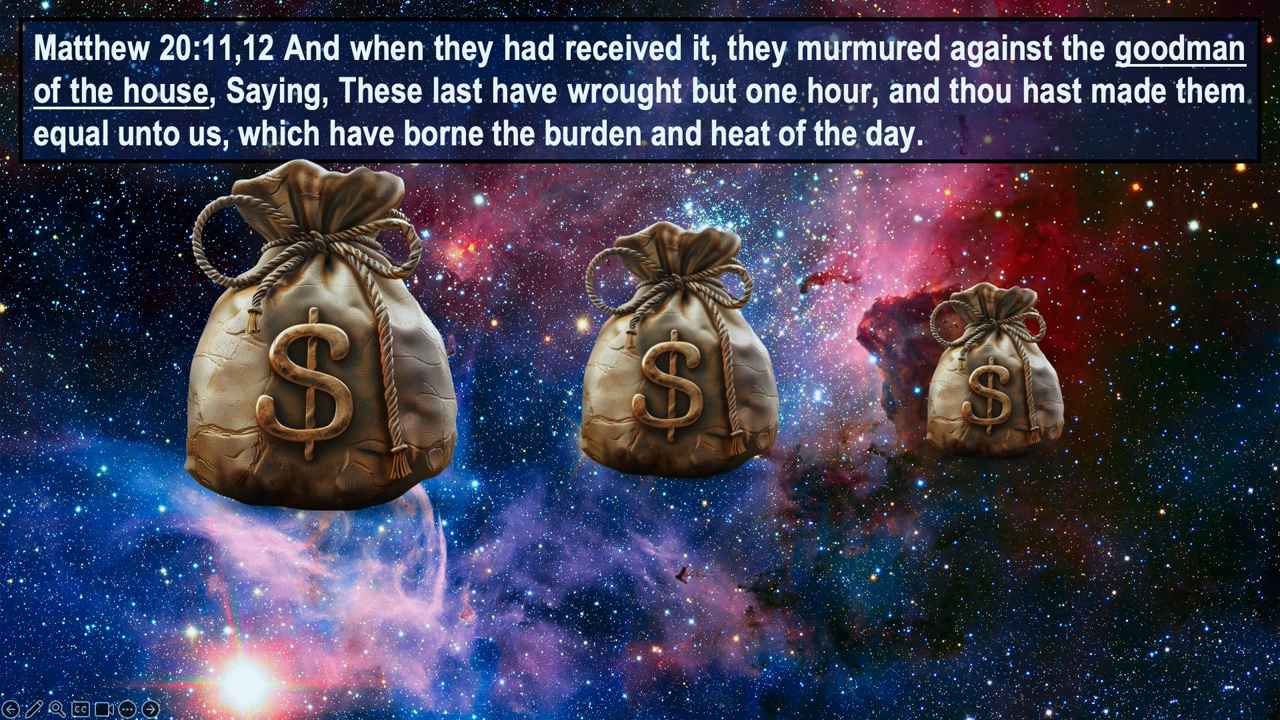 Matthew 20:11,12 And when they had received it, they murmured against the goodman
of the house, Saying, These last have wrought but one hour, and thou hast made them
equal unto us, which have borne the burden and heat of the day.
$ $ $
CC